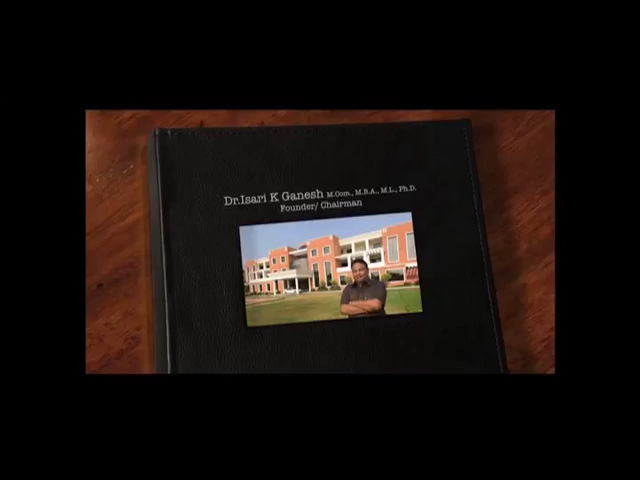 Dr.Isari K Ganesh M.Com., M.B.A., M.L., Ph.D.
Founder/ Chairman